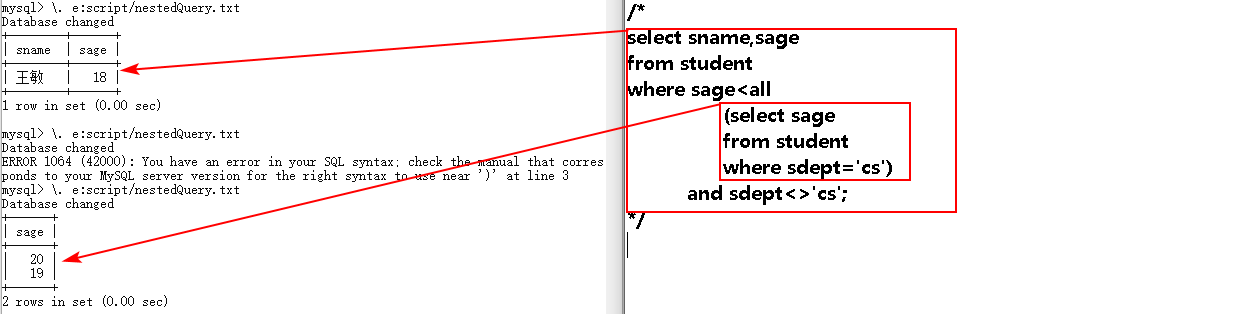 mysql> \. e:script/nestedQuery.txt
Database changed
| sname | sage |
| 王敏 | 18 |
1 row in set (0.00 sec)
mysql> \. e:script/nestedQuery.txt
Database changed
ERROR 1064 (42000): You have an error in your SQL syntax; check the manual that corres
ponds to your MySQL server version for the right syntax to use near ')' at line 3
mysql> \. e:script/nestedQuery.txt
Database changed
| sage |
| 20 |
| 19 |
2 rows in set (0.00 sec)
/*
select sname,sage
from student
where sage<all
(select sage
from student
where sdept='cs')
and sdept<>'cs';
*/